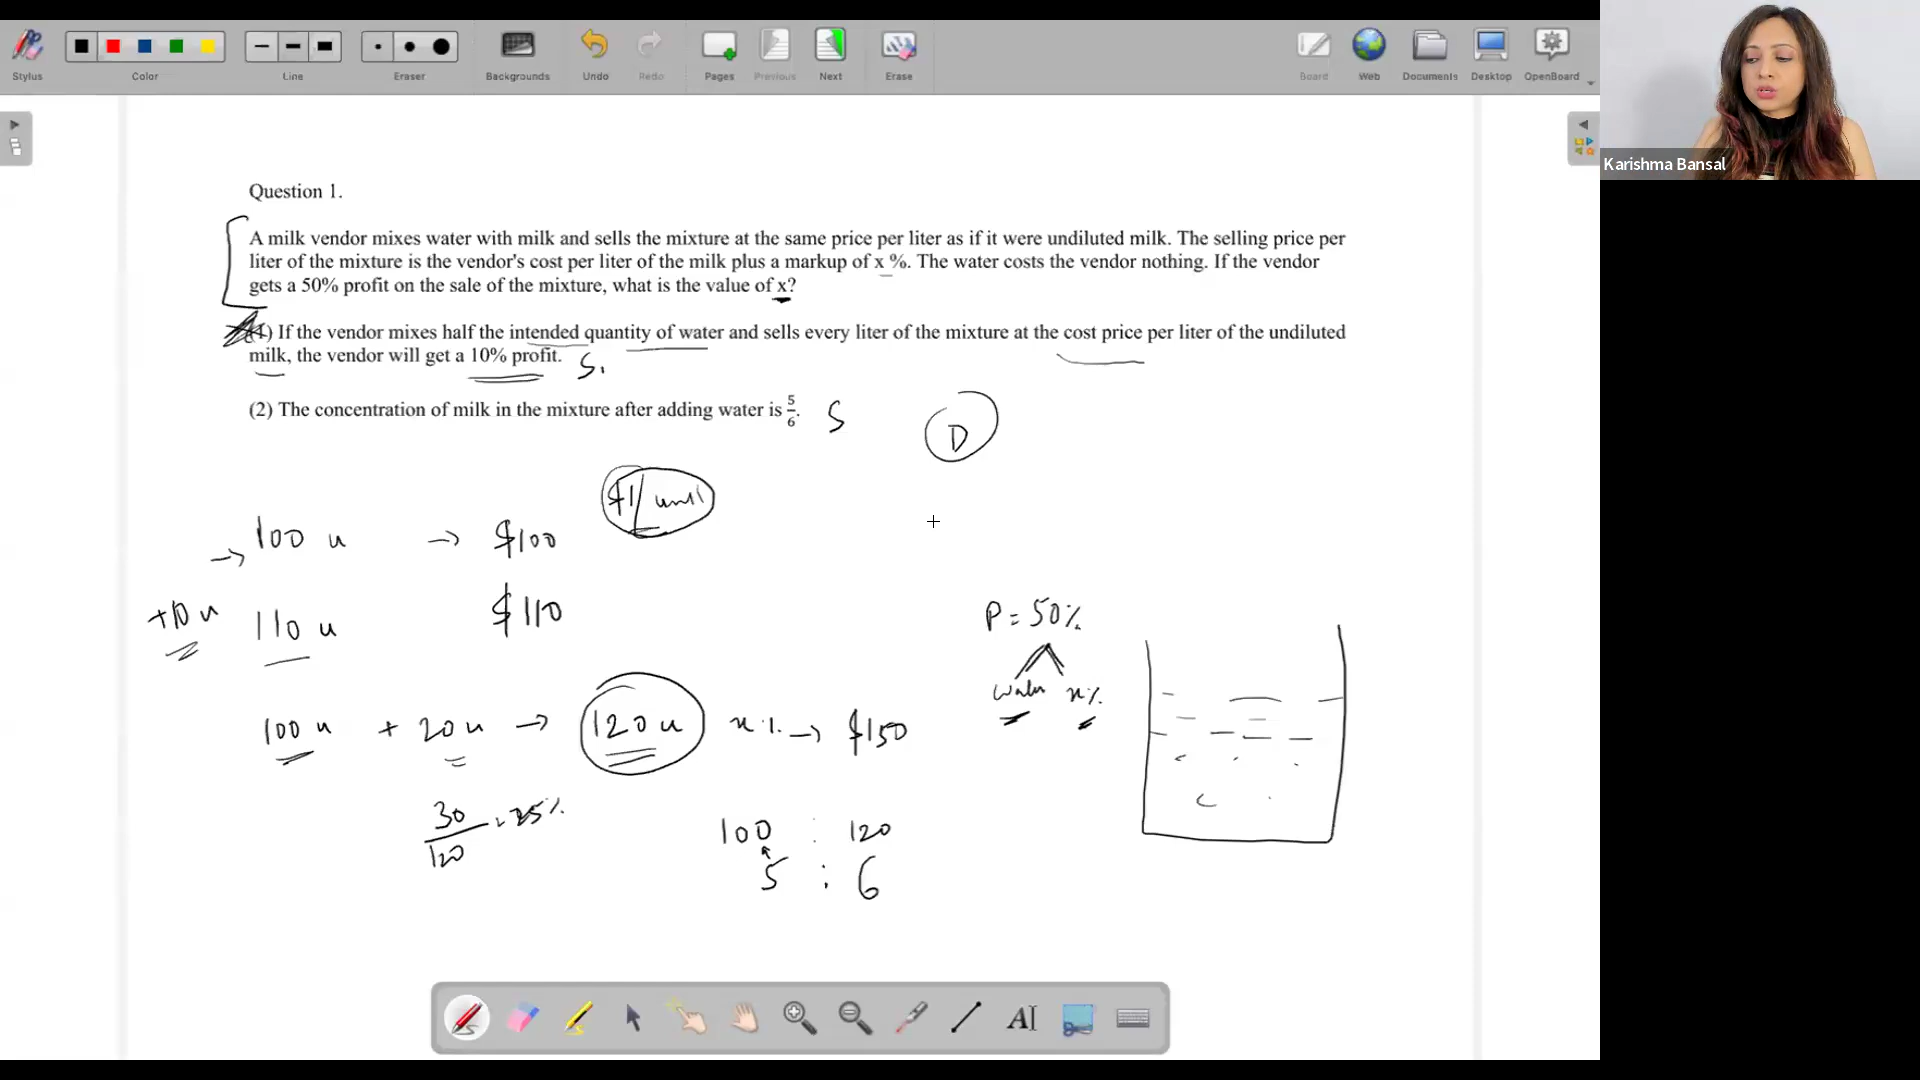 Stylus
Color
Line
Eraser
Backgrounds
Undo
Redo
Pages
Previous
Next
Erase
Board
Web
Documents
Desktop
OpenBoard
Karishma Bansal
Question 1.
A milk vendor mixes water with milk and sells the mixture at the same price per liter as if it were undiluted milk. The selling price per
liter of the mixture is the vendor's cost per liter of the milk plus a markup of x %. The water costs the vendor nothing. If the vendor
gets a 50% profit on the sale of the mixture, what is the value of x?
(1) If the vendor mixes half the intended quantity of water and sells every liter of the mixture at the cost price per liter of the undiluted
milk, the vendor will get a 10% profit. S.
(2) The concentration of milk in the mixture after adding water is 5/6. S
D
$1/unit
→ 100 u → $100
+10 u 110 u $110
P = 50%
water x%
100 u + 20 u → 120 u x% → $150
30/120 = 25%
100 : 120
5 : 6
AI